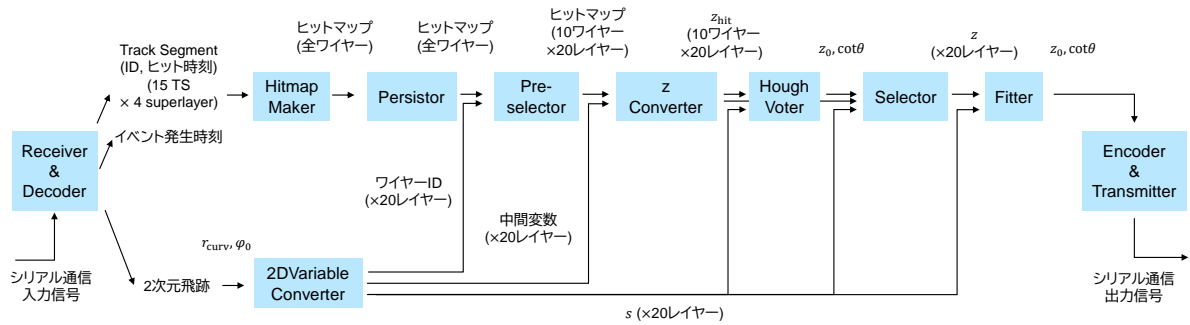 ヒットマップ
(全ワイヤー)
ヒットマップ
(全ワイヤー)
ヒットマップ
(10ワイヤー
×20レイヤー)
z_hit
(10ワイヤー
×20レイヤー)
z₀, cotθ
z
(×20レイヤー)
z₀, cotθ
Track Segment
(ID, ヒット時刻)
(15 TS
× 4 superlayer)
Hitmap
Maker
Persistor
Pre-
selector
z
Converter
Hough
Voter
Selector
Fitter
イベント発生時刻
Receiver
&
Decoder
Encoder
&
Transmitter
ワイヤーID
(×20レイヤー)
中間変数
(×20レイヤー)
r_curv, φ₀
シリアル通信
入力信号
2次元飛跡
2DVariable
Converter
s (×20レイヤー)
シリアル通信
出力信号